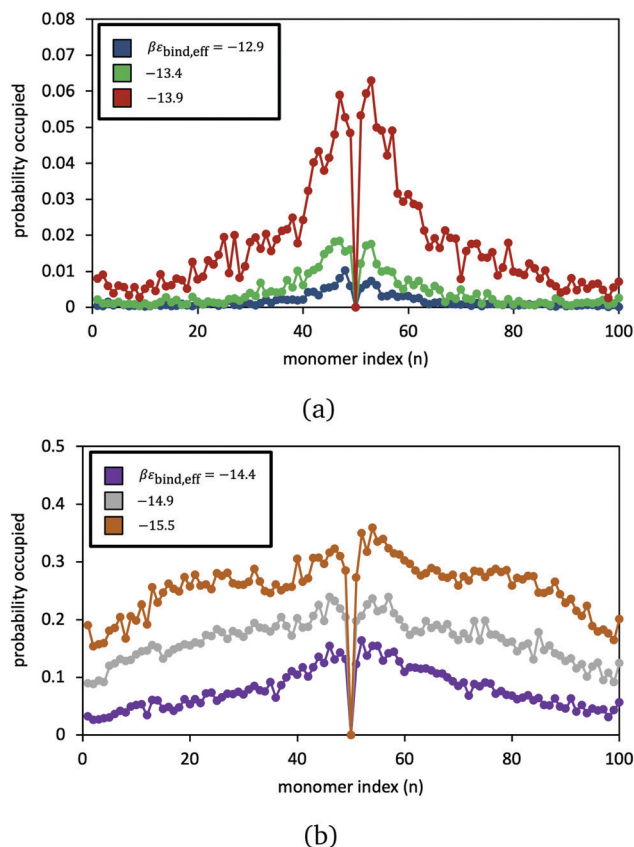 0.08
0.07
0.06
0.05
0.04
0.03
0.02
0.01
0
probability occupied
βε_bind,eff = −12.9
−13.4
−13.9
0 20 40 60 80 100
monomer index (n)
(a)
0.5
0.4
0.3
0.2
0.1
0
probability occupied
βε_bind,eff = −14.4
−14.9
−15.5
0 20 40 60 80 100
monomer index (n)
(b)